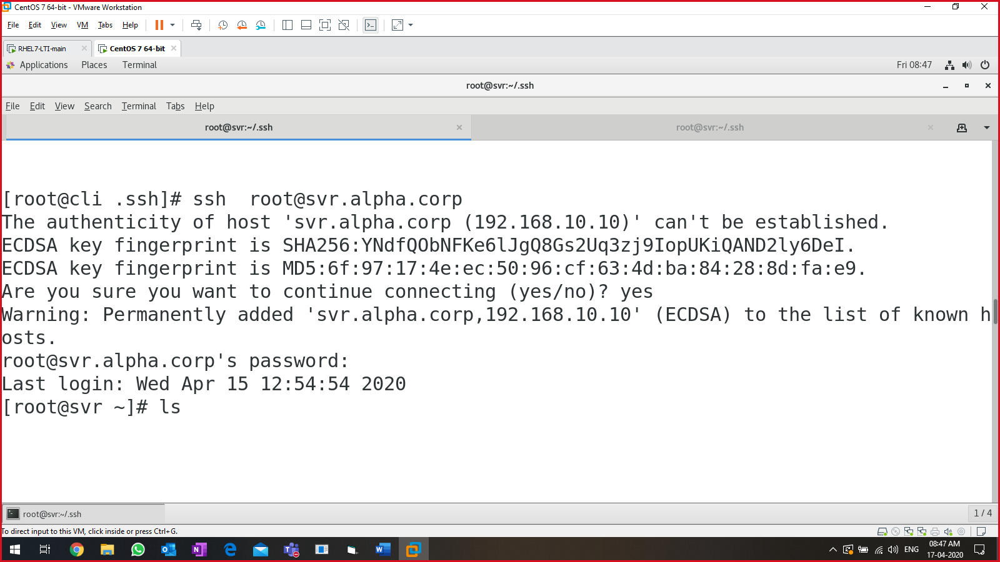 CentOS 7 64-bit - VMware Workstation
File Edit View VM Tabs Help
RHEL7-LTI-main CentOS 7 64-bit
Applications Places Terminal Fri 08:47
root@svr:~/.ssh
File Edit View Search Terminal Tabs Help
root@svr:~/.ssh root@svr:~/.ssh
[root@cli .ssh]# ssh  root@svr.alpha.corp
The authenticity of host 'svr.alpha.corp (192.168.10.10)' can't be established.
ECDSA key fingerprint is SHA256:YNdfQObNFKe6lJgQ8Gs2Uq3zj9IopUKiQAND2ly6DeI.
ECDSA key fingerprint is MD5:6f:97:17:4e:ec:50:96:cf:63:4d:ba:84:28:8d:fa:e9.
Are you sure you want to continue connecting (yes/no)? yes
Warning: Permanently added 'svr.alpha.corp,192.168.10.10' (ECDSA) to the list of known h
osts.
root@svr.alpha.corp's password:
Last login: Wed Apr 15 12:54:54 2020
[root@svr ~]# ls
root@svr:~/.ssh 1 / 4
To direct input to this VM, click inside or press Ctrl+G.
ENG 08:47 AM
17-04-2020